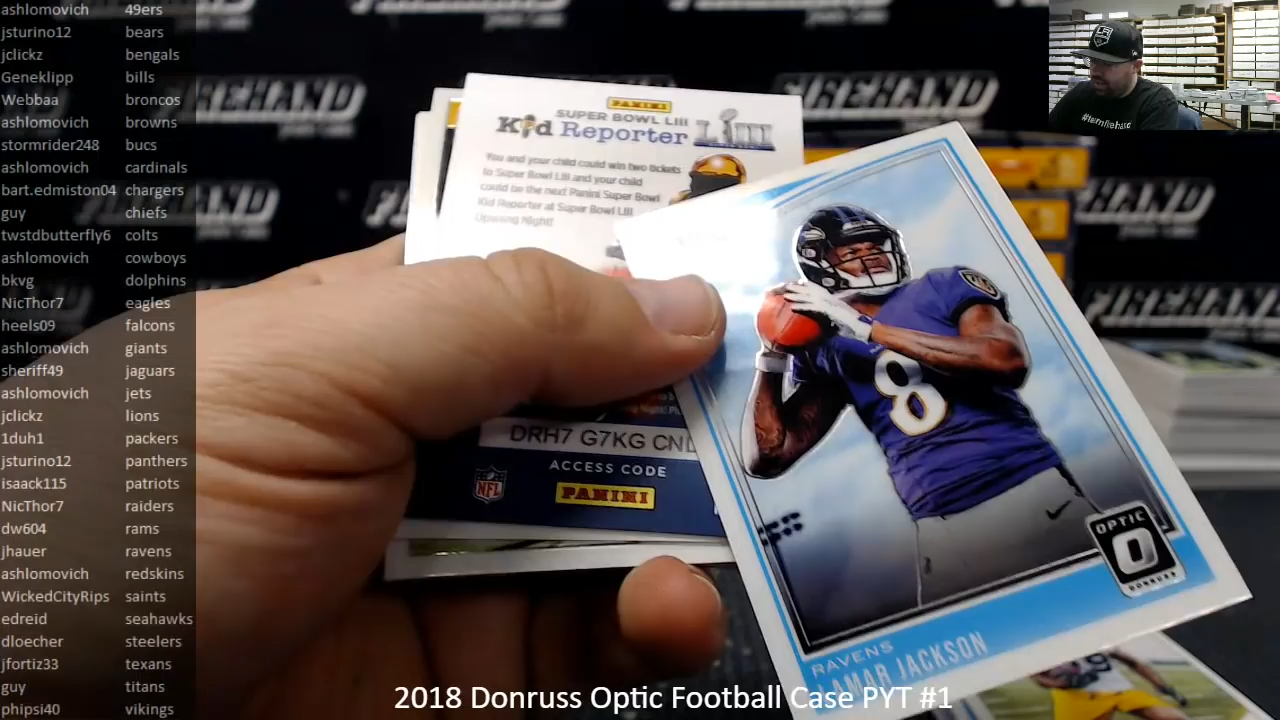 ashlomovich 49ers
jsturino12 bears
jclickz bengals
Geneklipp bills
Webbaa broncos
ashlomovich browns
stormrider248 bucs
ashlomovich cardinals
bart.edmiston04 chargers
guy chiefs
twstdbutterfly6 colts
ashlomovich cowboys
bkvg dolphins
NicThor7 eagles
heels09 falcons
ashlomovich giants
sheriff49 jaguars
ashlomovich jets
jclickz lions
1duh1 packers
jsturino12 panthers
isaack115 patriots
NicThor7 raiders
dw604 rams
jhauer ravens
ashlomovich redskins
WickedCityRips saints
edreid seahawks
dloecher steelers
jfortiz33 texans
guy titans
phipsi40 vikings
PANINI
SUPER BOWL LIII
Kid Reporter
LIII
You and your child could win two tickets
to Super Bowl LIII and your child
could be the next Panini Super Bowl
Kid Reporter at Super Bowl LIII
Opening Night!
DRH7 G7KG
ACCESS CODE
NFL
PANINI
8
OPTIC
DONRUSS
RAVENS
LAMAR JACKSON
FIREHAND
FIREHAND
2018 Donruss Optic Football Case PYT #1